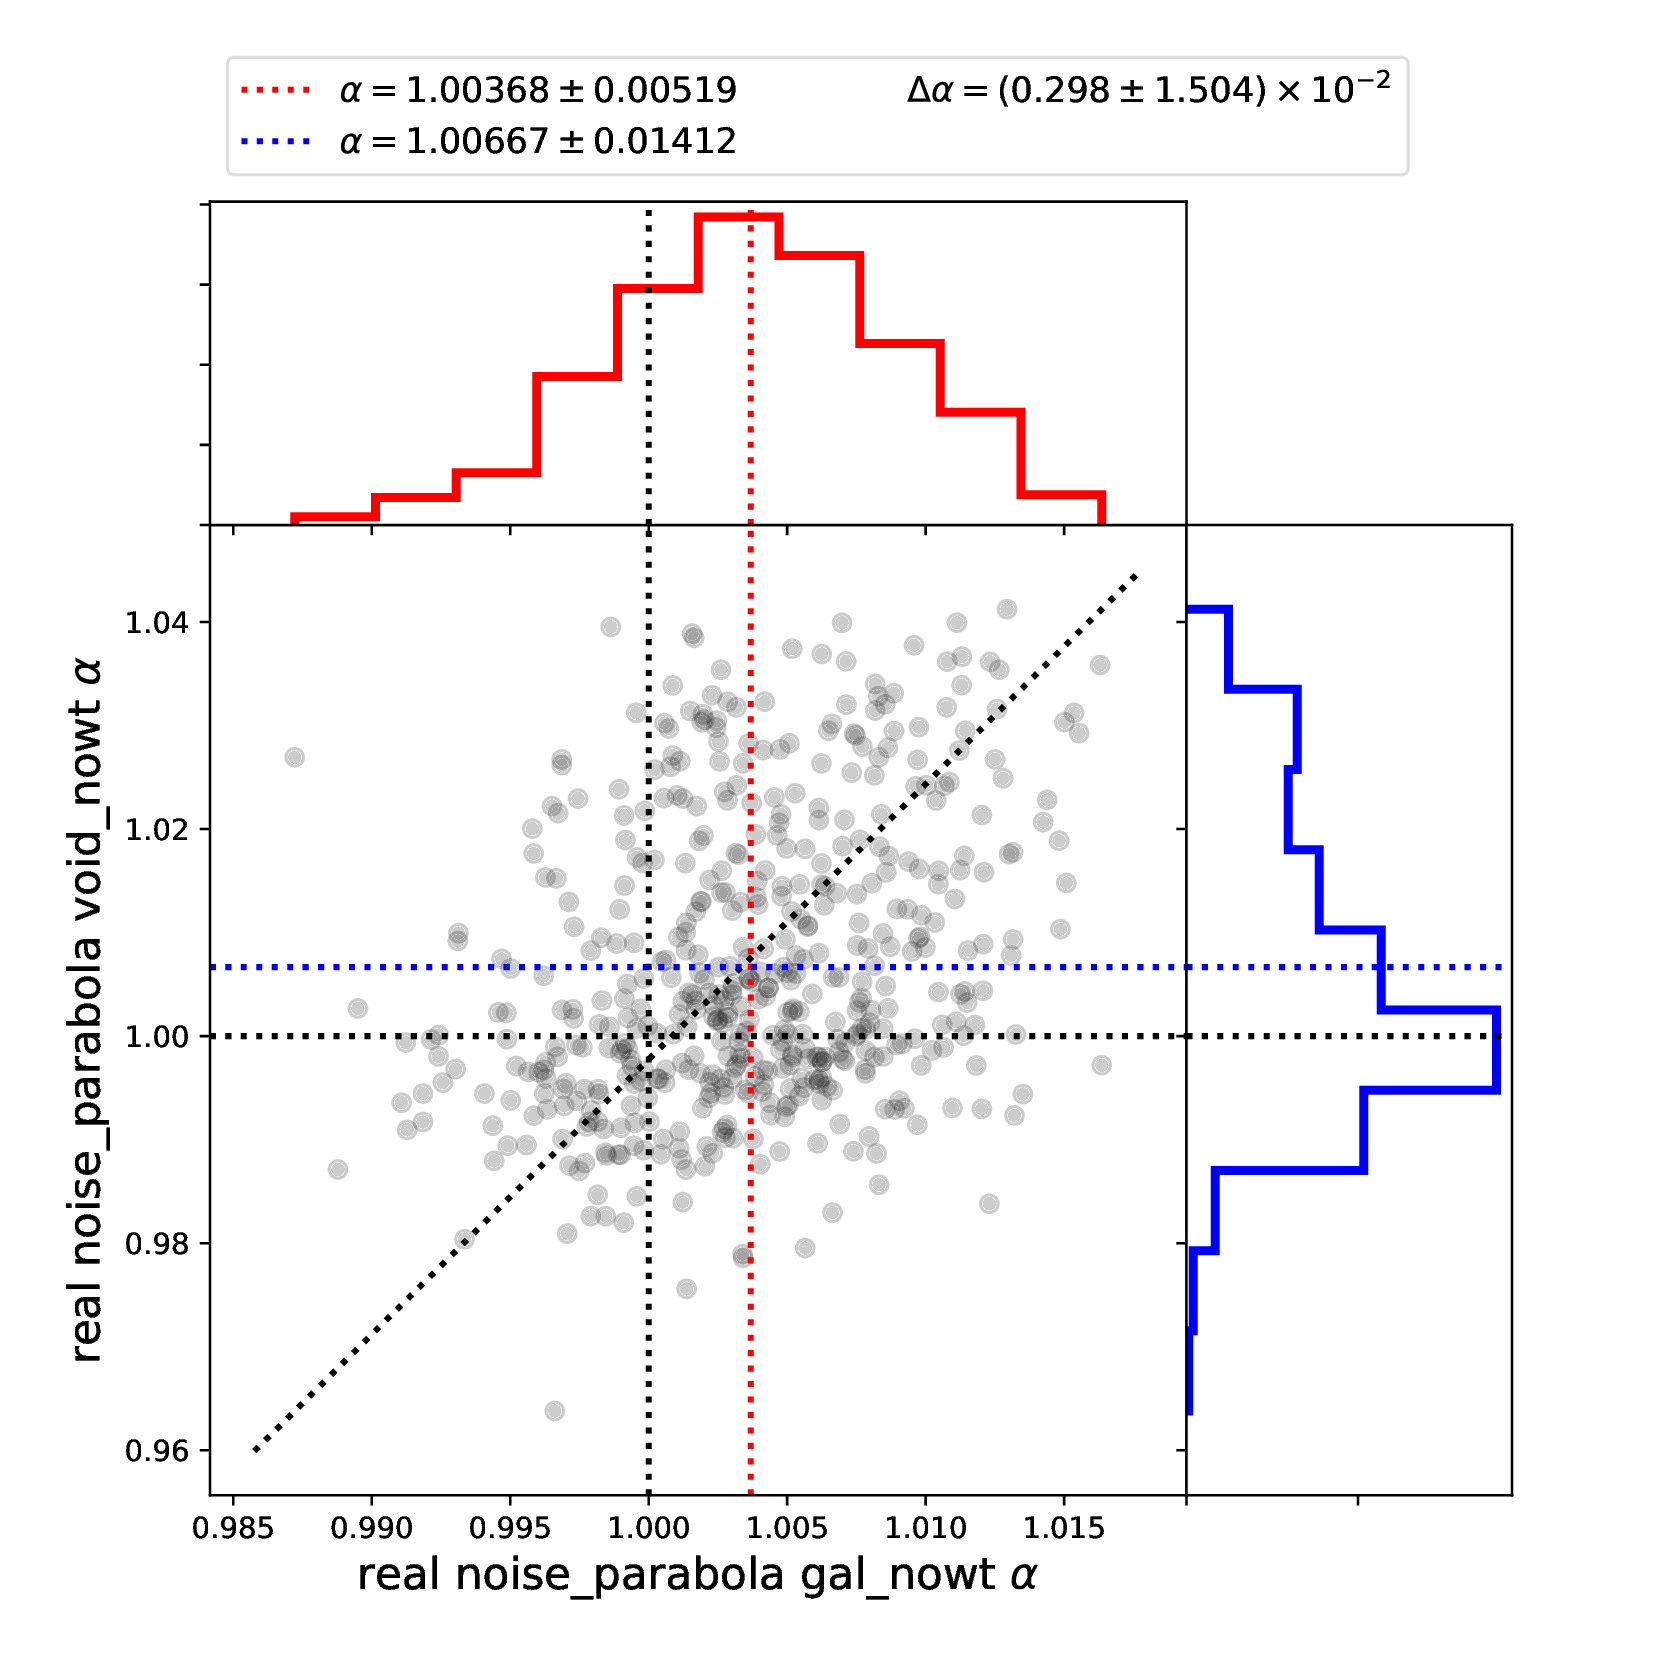 α = 1.00368 ± 0.00519
α = 1.00667 ± 0.01412
Δα = (0.298 ± 1.504) × 10⁻²
1.04
1.02
1.00
0.98
0.96
real noise_parabola void_nowt α
0.985 0.990 0.995 1.000 1.005 1.010 1.015
real noise_parabola gal_nowt α